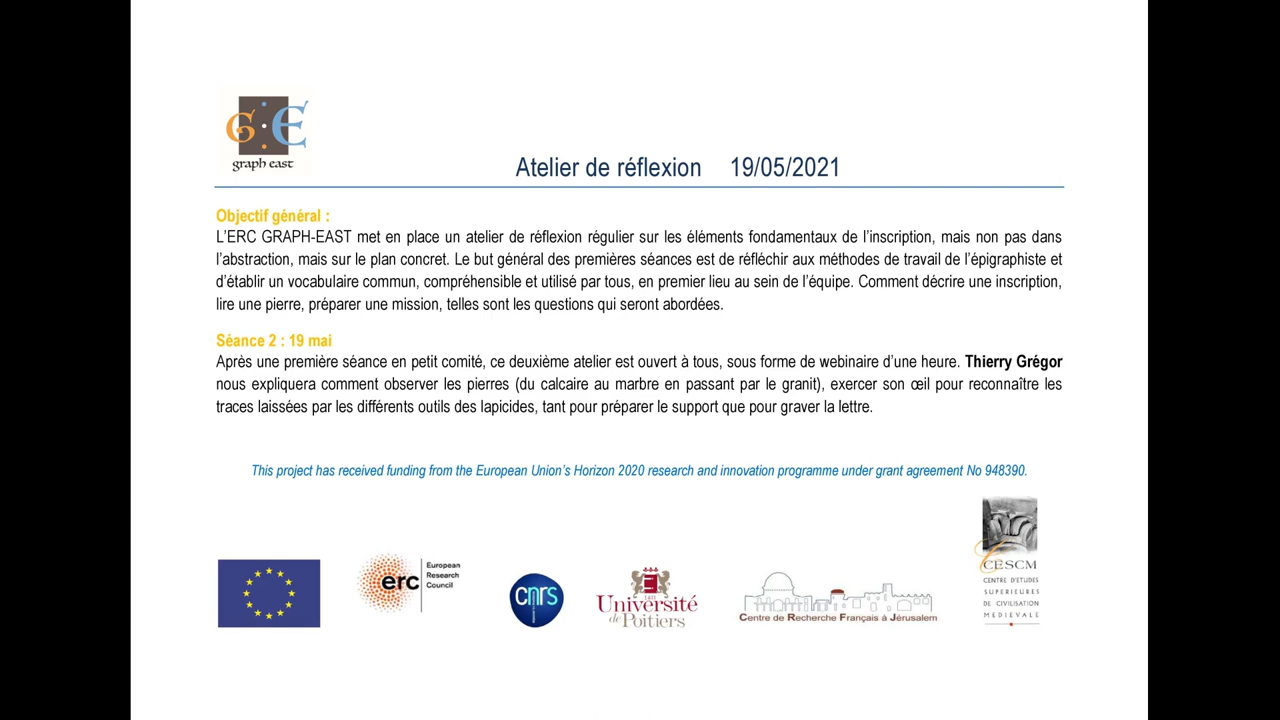 G E
graph east
Atelier de réflexion 19/05/2021
Objectif général :
L’ERC GRAPH-EAST met en place un atelier de réflexion régulier sur les éléments fondamentaux de l’inscription, mais non pas dans
l’abstraction, mais sur le plan concret. Le but général des premières séances est de réfléchir aux méthodes de travail de l’épigraphiste et
d’établir un vocabulaire commun, compréhensible et utilisé par tous, en premier lieu au sein de l’équipe. Comment décrire une inscription,
lire une pierre, préparer une mission, telles sont les questions qui seront abordées.
Séance 2 : 19 mai
Après une première séance en petit comité, ce deuxième atelier est ouvert à tous, sous forme de webinaire d’une heure. Thierry Grégor
nous expliquera comment observer les pierres (du calcaire au marbre en passant par le granit), exercer son œil pour reconnaître les
traces laissées par les différents outils des lapicides, tant pour préparer le support que pour graver la lettre.
This project has received funding from the European Union’s Horizon 2020 research and innovation programme under grant agreement No 948390.
erc
European
Research
Council
cnrs
1431
Université
de Poitiers
Centre de Recherche Français à Jérusalem
CESCM
CENTRE D'ETUDES
SUPERIEURES
DE CIVILISATION
MEDIEVALE